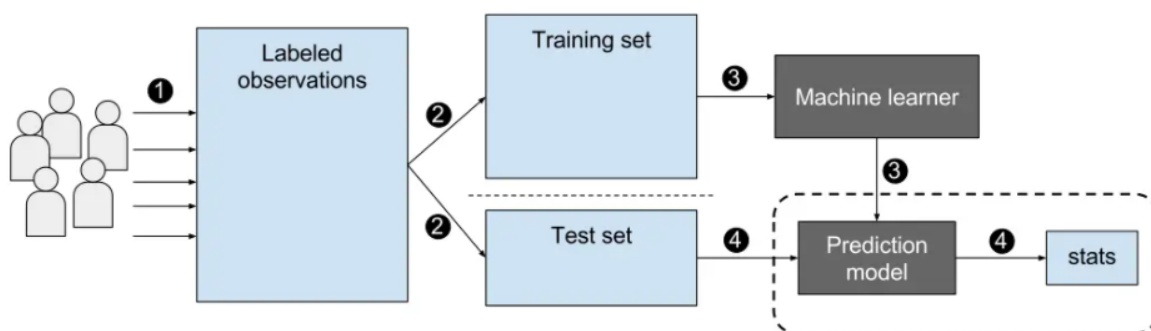 1
Labeled
observations
2
2
Training set
Test set
3
Machine learner
3
4
Prediction
model
4
stats